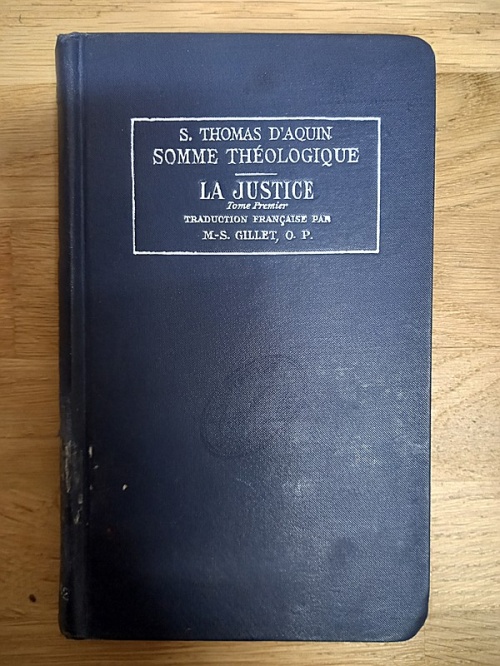 S. THOMAS D'AQUIN
SOMME THÉOLOGIQUE
LA JUSTICE
Tome Premier
TRADUCTION FRANÇAISE PAR
M.-S. GILLET, O. P.